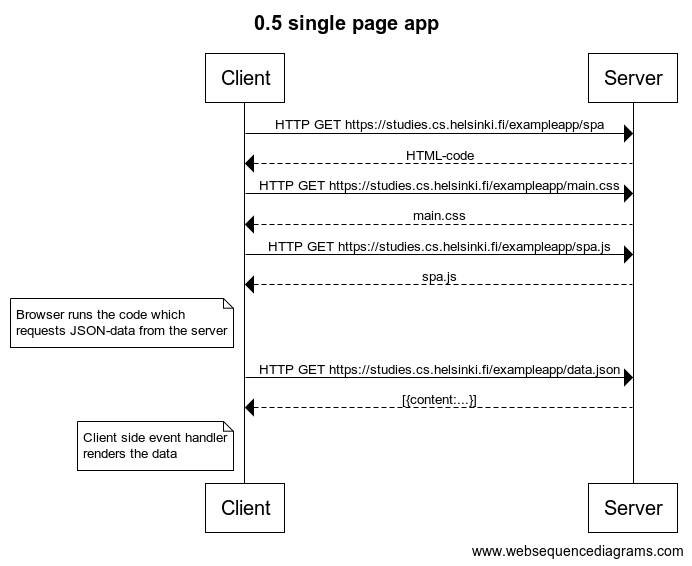 0.5 single page app
Client
Server
HTTP GET https://studies.cs.helsinki.fi/exampleapp/spa
HTML-code
HTTP GET https://studies.cs.helsinki.fi/exampleapp/main.css
main.css
HTTP GET https://studies.cs.helsinki.fi/exampleapp/spa.js
spa.js
Browser runs the code which
requests JSON-data from the server
HTTP GET https://studies.cs.helsinki.fi/exampleapp/data.json
[{content:...}]
Client side event handler
renders the data
Client
Server
www.websequencediagrams.com